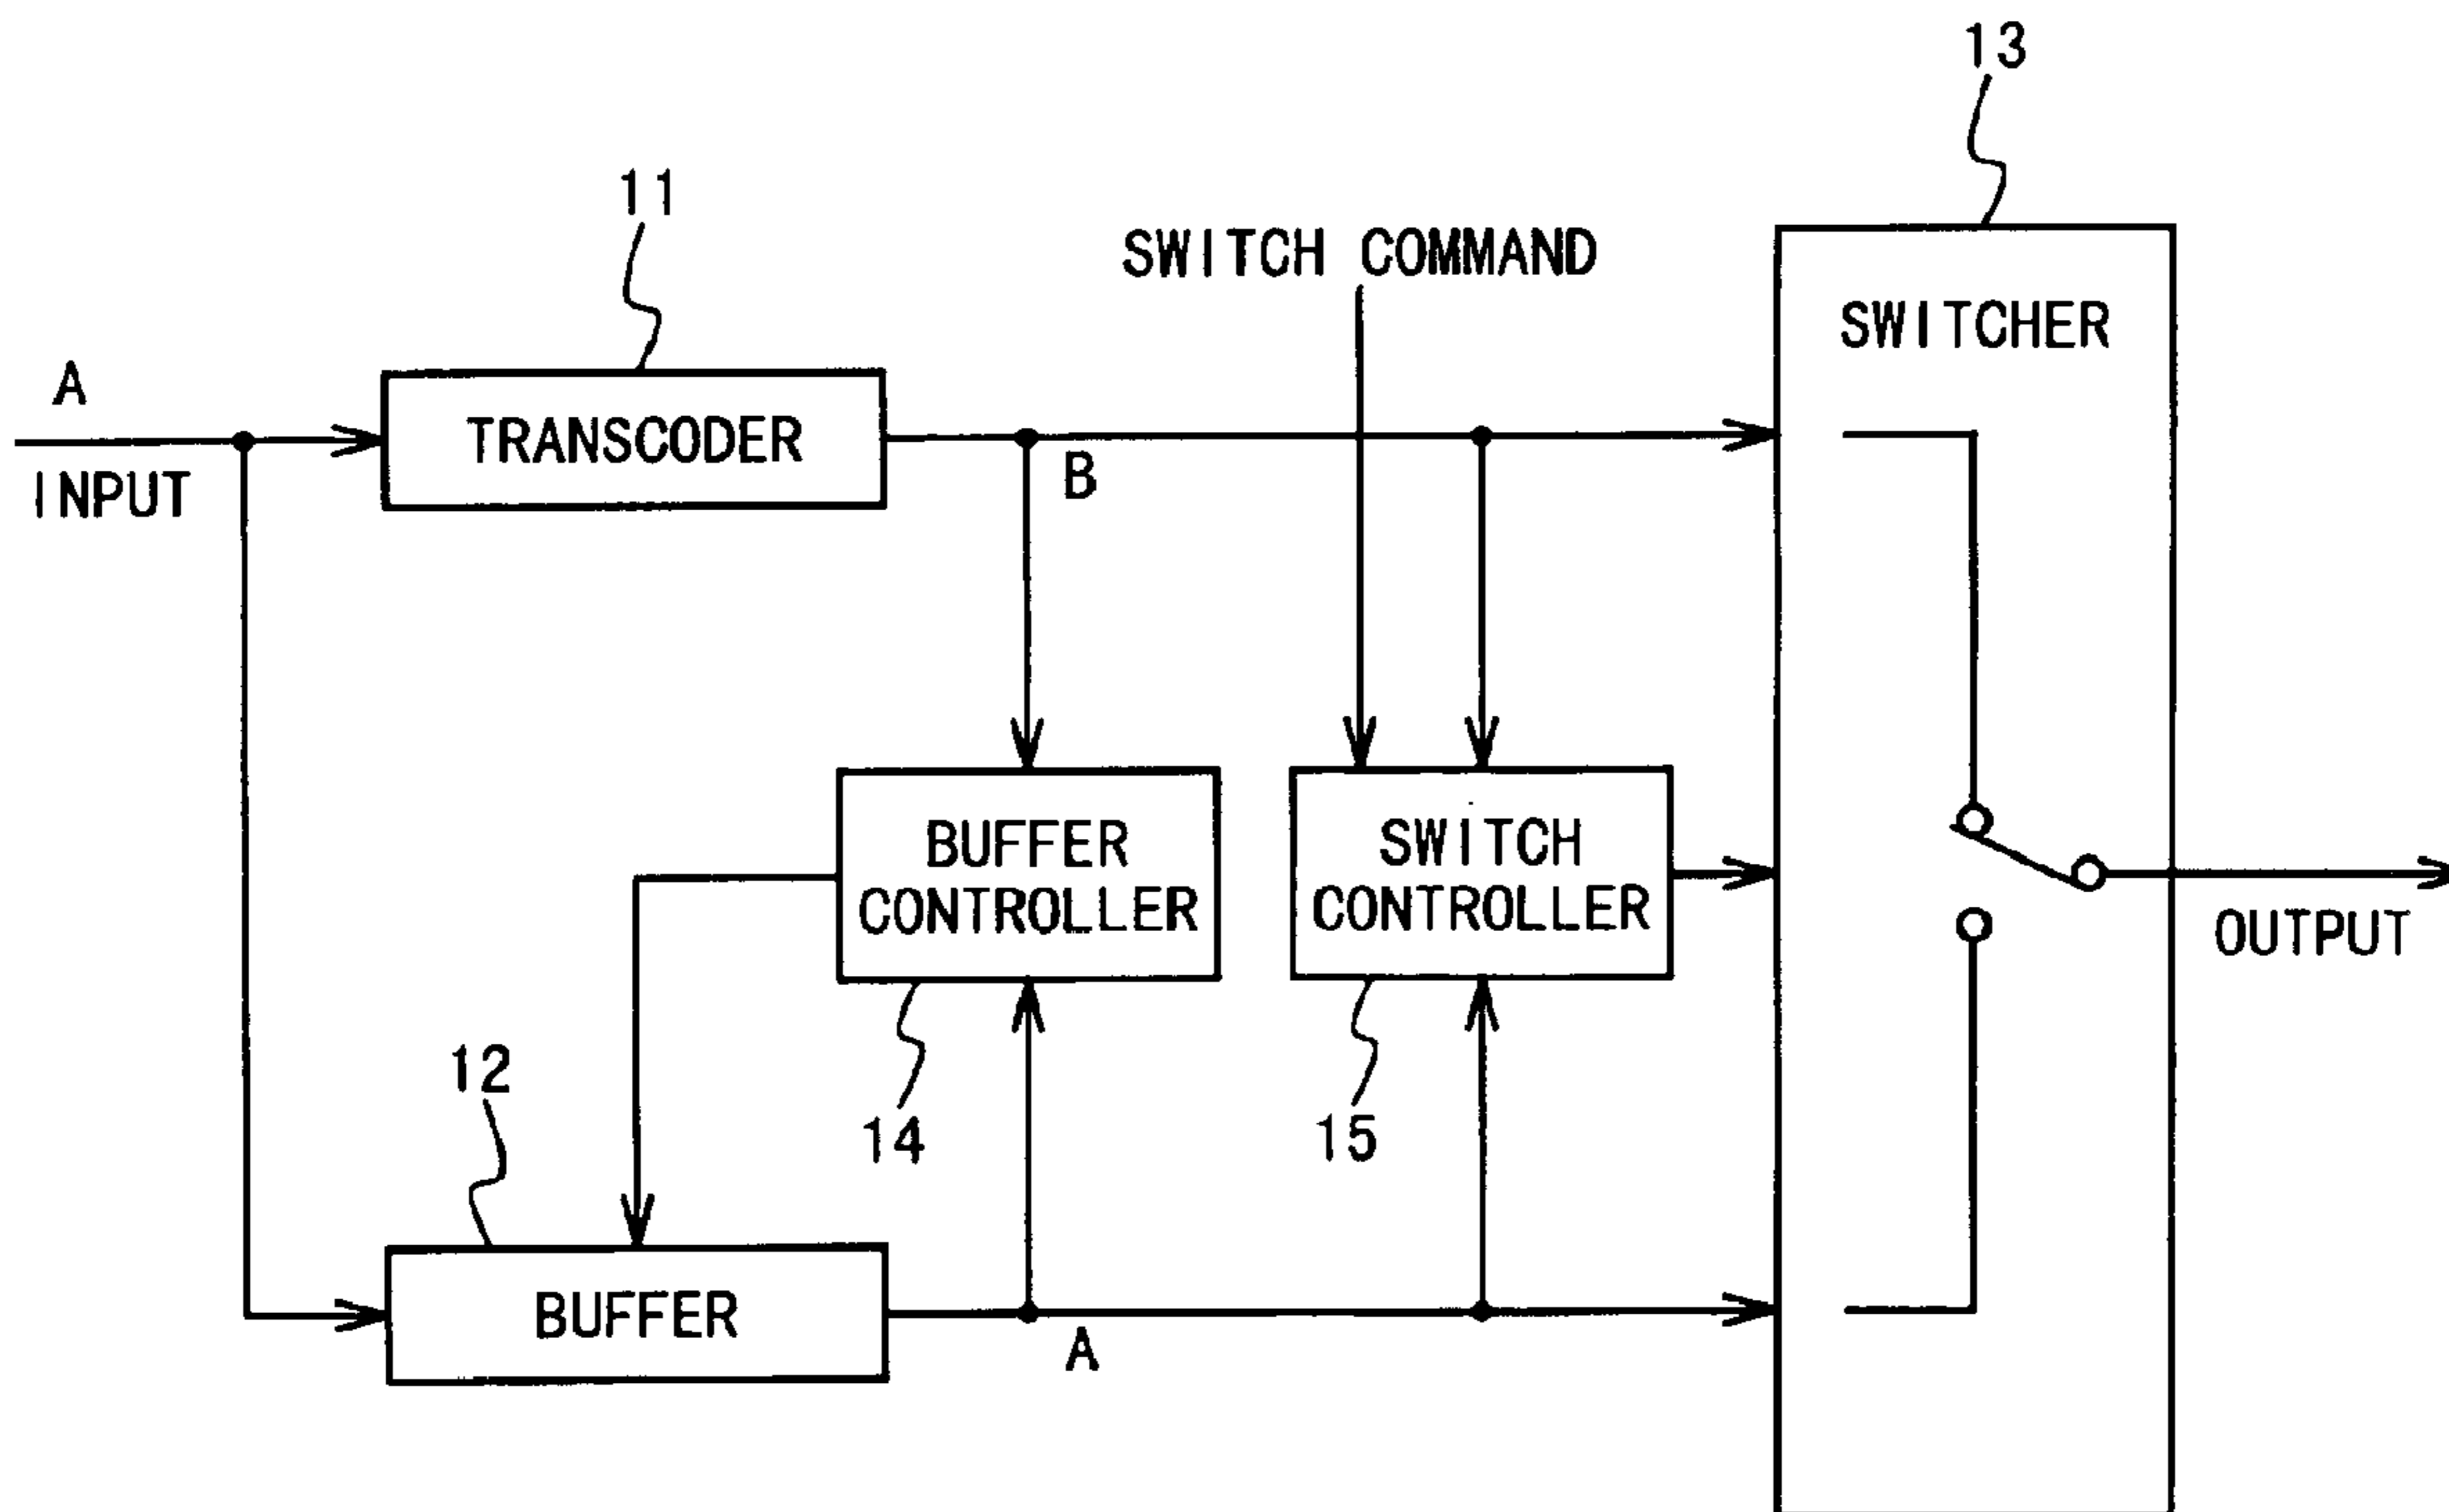 13
11
SWITCH COMMAND
SWITCHER
A
TRANSCODER
INPUT
B
BUFFER
CONTROLLER
SWITCH
CONTROLLER
OUTPUT
12
14
15
BUFFER
A